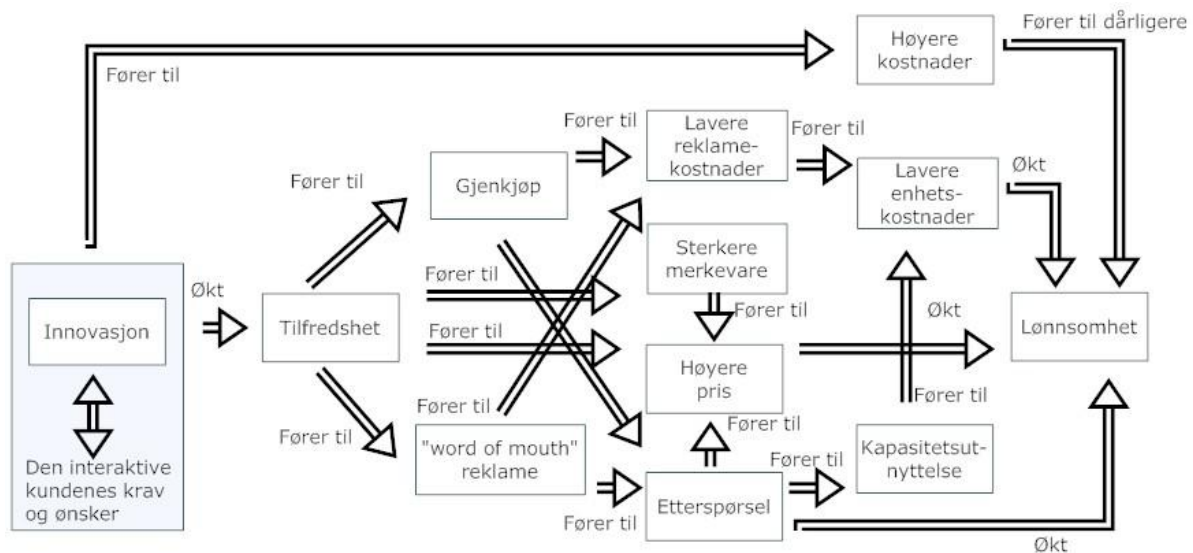 Fører til dårligere
Høyere
kostnader
Fører til
Fører til
Lavere
reklame-
kostnader
Fører til
Lavere
enhets-
kostnader
Økt
Gjenkjøp
Fører til
Sterkere
merkevare
Økt
Fører til
Fører til
Økt
Innovasjon
Tilfredshet
Fører til
Høyere
pris
Lønnsomhet
Fører til
Fører til
Fører til
Fører til
"word of mouth"
reklame
Fører til
Kapasitetsut-
nyttelse
Den interaktive
kundenes krav
og ønsker
Etterspørsel
Fører til
Økt